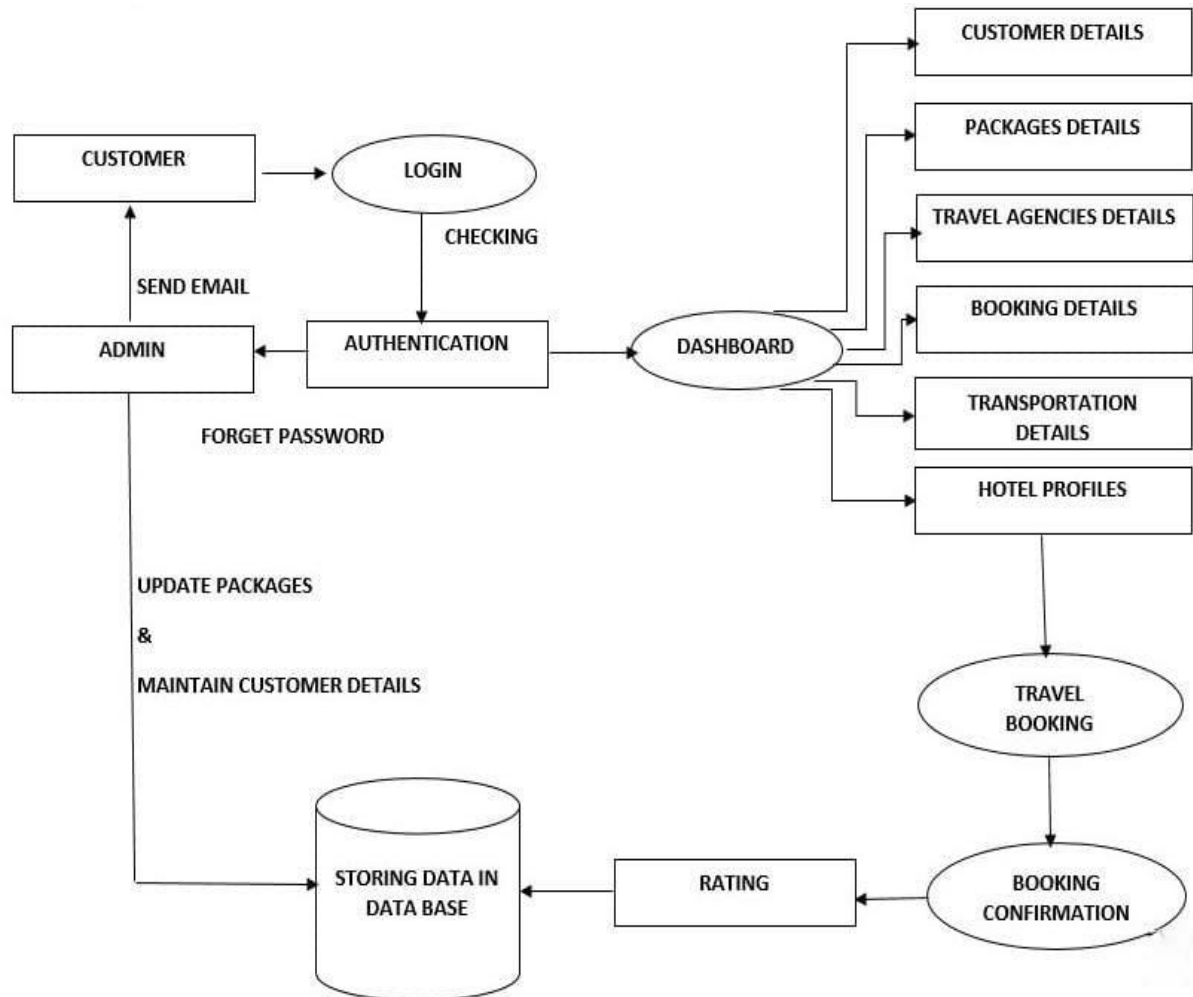 CUSTOMER DETAILS
PACKAGES DETAILS
CUSTOMER
LOGIN
TRAVEL AGENCIES DETAILS
CHECKING
SEND EMAIL
BOOKING DETAILS
ADMIN
AUTHENTICATION
DASHBOARD
TRANSPORTATION
DETAILS
FORGET PASSWORD
HOTEL PROFILES
UPDATE PACKAGES
&
MAINTAIN CUSTOMER DETAILS
TRAVEL
BOOKING
STORING DATA IN
DATA BASE
RATING
BOOKING
CONFIRMATION